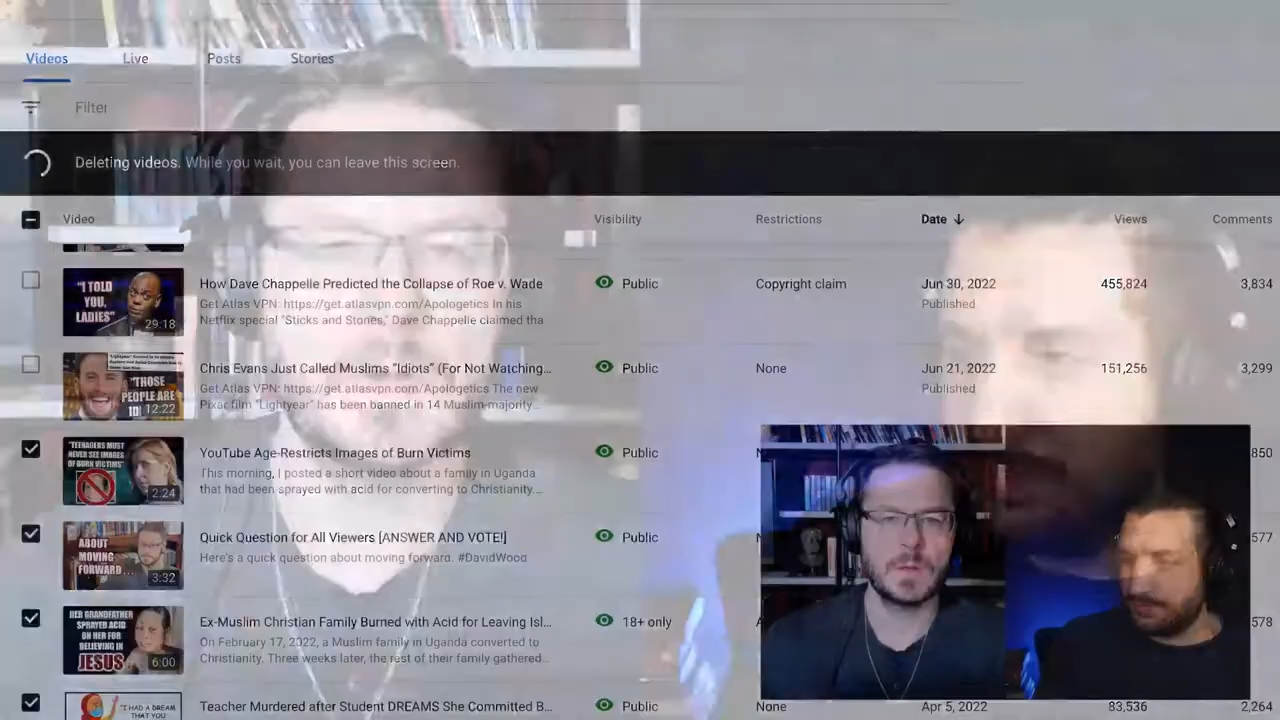 Videos Live Posts Stories
Filter
Deleting videos. While you wait, you can leave this screen.
Video Visibility Restrictions Date Views Comments
"I TOLD
YOU,
LADIES"
29:18
How Dave Chappelle Predicted the Collapse of Roe v. Wade
Get Atlas VPN: https://get.atlasvpn.com/Apologetics In his
Netflix special "Sticks and Stones," Dave Chappelle claimed tha
Public
Copyright claim
Jun 30, 2022
Published
455,824
3,834
"THOSE
PEOPLE ARE
12:22
Chris Evans Just Called Muslims "Idiots" (For Not Watching...
Get Atlas VPN: https://get.atlasvpn.com/Apologetics The new
Pixar film "Lightyear" has been banned in 14 Muslim-majority...
Public
None
Jun 21, 2022
Published
151,256
3,299
"TEENAGERS MUST
NEVER SEE IMAGES
OF BURN VICTIMS"
2:24
YouTube Age-Restricts Images of Burn Victims
This morning, I posted a short video about a family in Uganda
that had been sprayed with acid for converting to Christianity....
Public
850
ABOUT
MOVING
FORWARD...
3:32
Quick Question for All Viewers [ANSWER AND VOTE!]
Here's a quick question about moving forward. #DavidWood
Public
577
HER GRANDFATHER
SPRAYED ACID
ON HER FOR
BELIEVING IN
JESUS
6:00
Ex-Muslim Christian Family Burned with Acid for Leaving Isl...
On February 17, 2022, a Muslim family in Uganda converted to
Christianity. Three weeks later, the rest of their family gathered...
18+ only
578
"I HAD A DREAM
THAT YOU
Teacher Murdered after Student DREAMS She Committed B...
Public
None
Apr 5, 2022
83,536
2,264